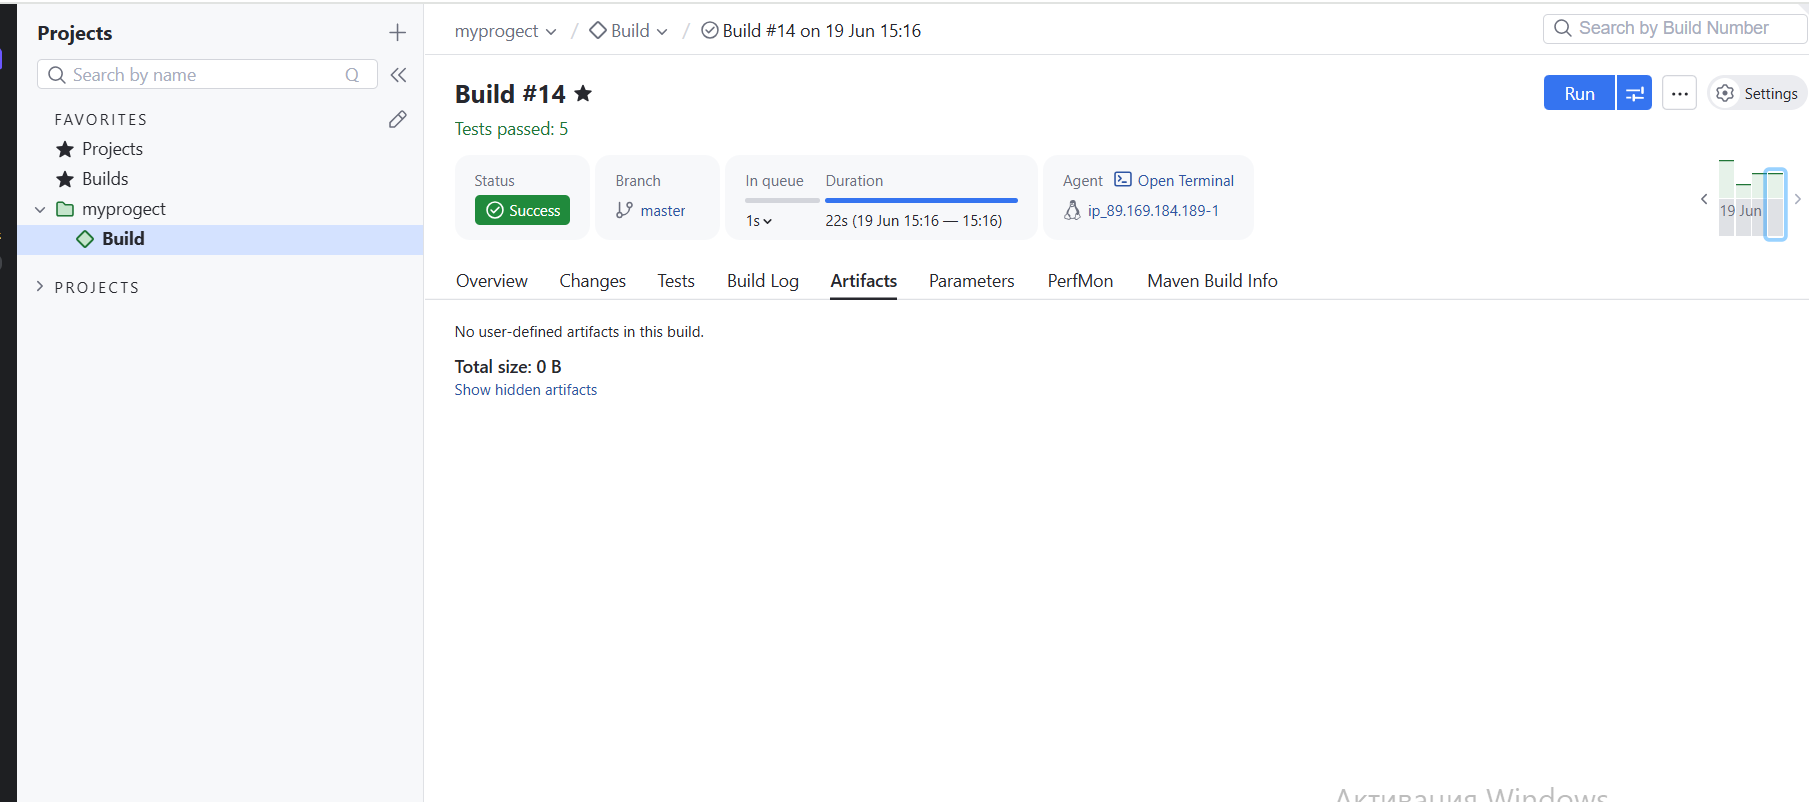 Projects
Search by name Q
FAVORITES
Projects
Builds
myprogect
Build
PROJECTS
myprogect / Build / Build #14 on 19 Jun 15:16
Search by Build Number
Build #14
Run
Settings
Tests passed: 5
Status
Success
Branch
master
In queue Duration
1s 22s (19 Jun 15:16 — 15:16)
Agent Open Terminal
ip_89.169.184.189-1
19 Jun
Overview Changes Tests Build Log Artifacts Parameters PerfMon Maven Build Info
No user-defined artifacts in this build.
Total size: 0 B
Show hidden artifacts
Активация Windows